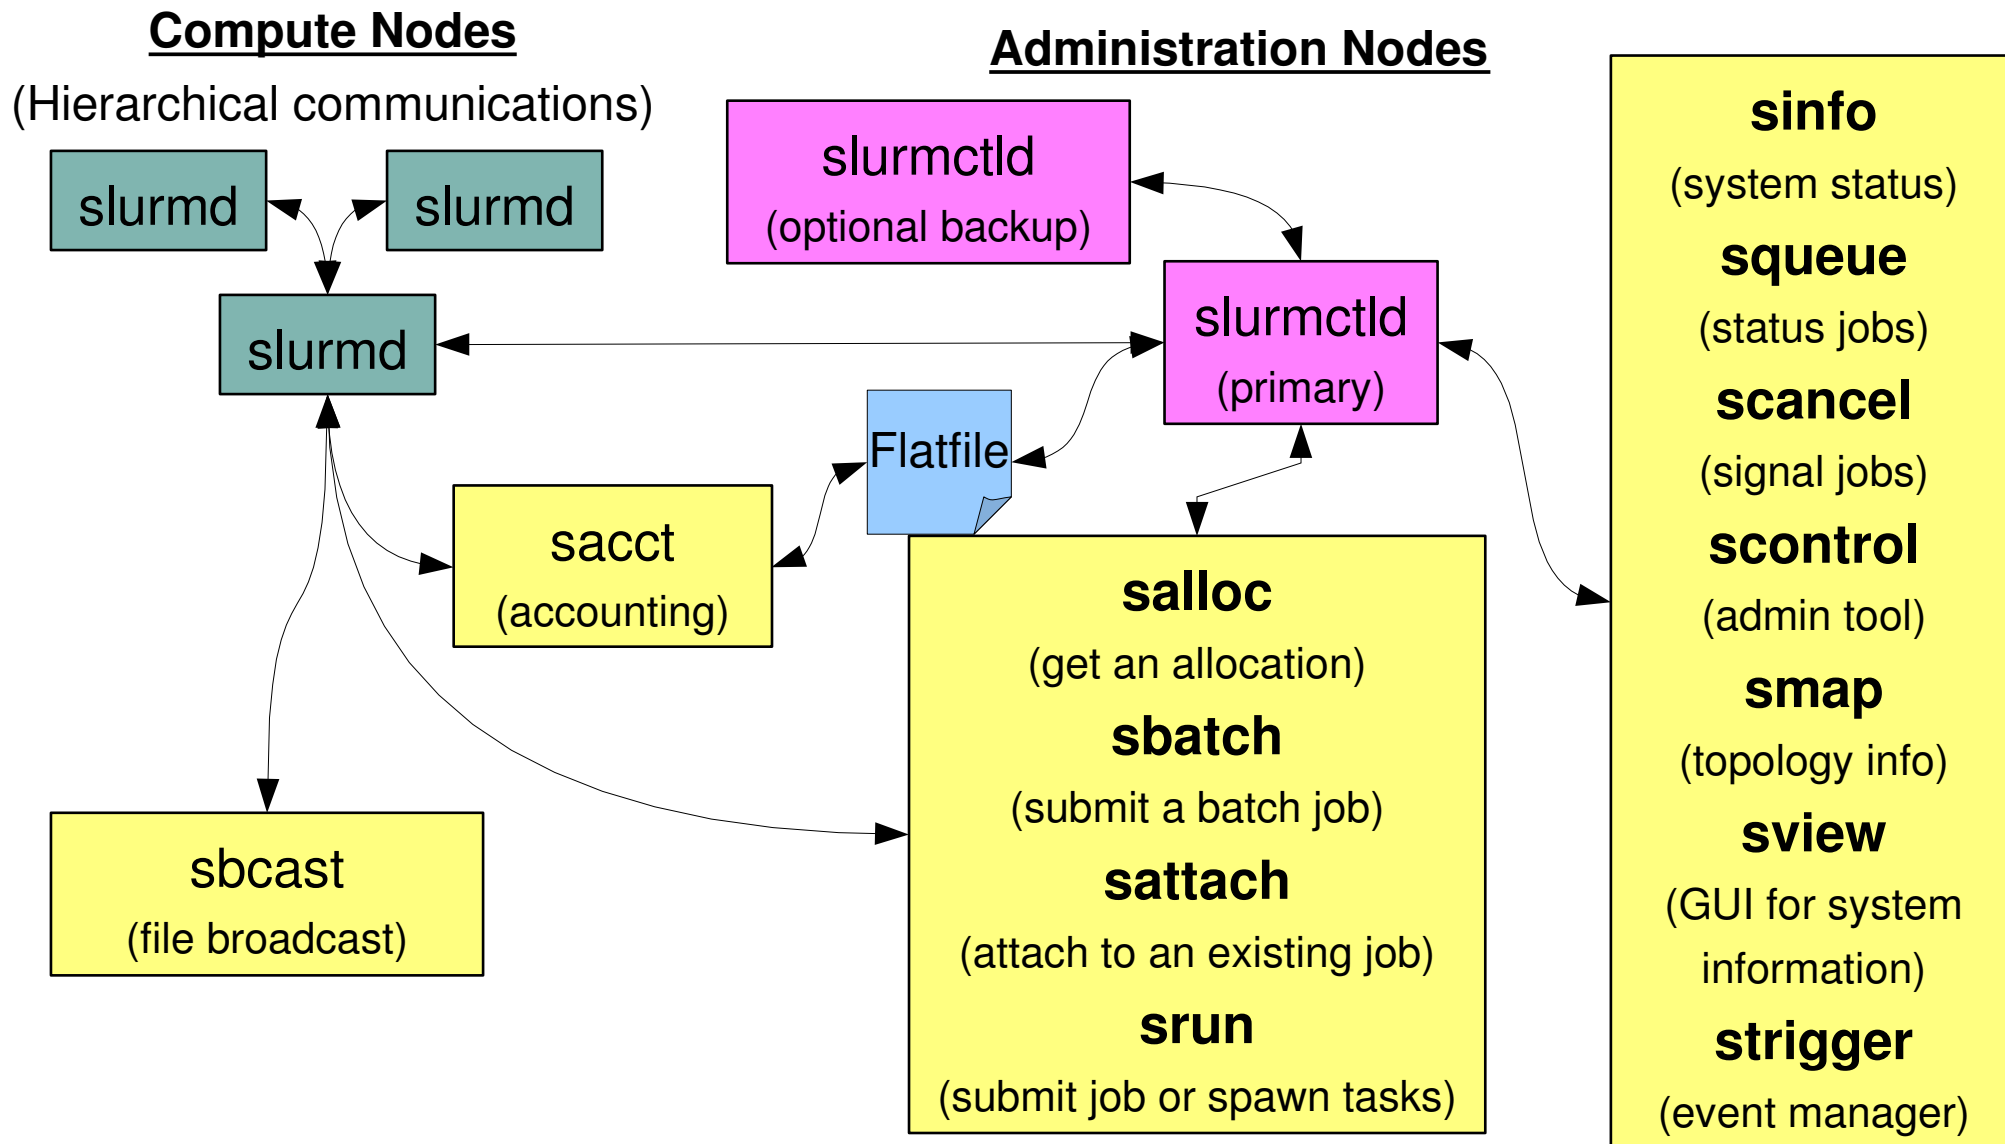 Compute Nodes
(Hierarchical communications)
slurmd
slurmd
slurmd
Administration Nodes
slurmctld
(optional backup)
slurmctld
(primary)
Flatfile
sacct
(accounting)
sbcast
(file broadcast)
salloc
(get an allocation)
sbatch
(submit a batch job)
sattach
(attach to an existing job)
srun
(submit job or spawn tasks)
sinfo
(system status)
squeue
(status jobs)
scancel
(signal jobs)
scontrol
(admin tool)
smap
(topology info)
sview
(GUI for system
information)
strigger
(event manager)